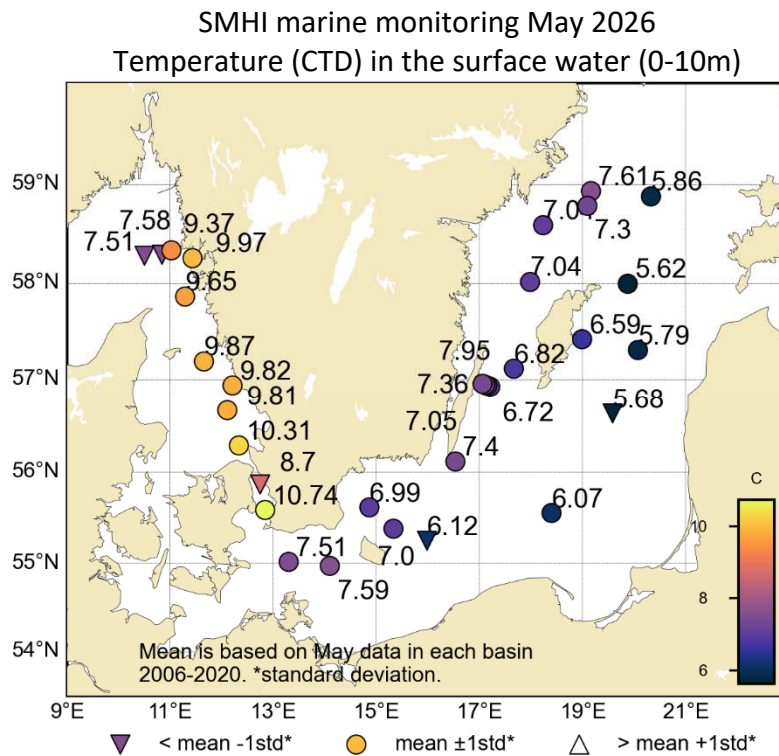 SMHI marine monitoring May 2026
Temperature (CTD) in the surface water (0-10m)
59°N
58°N
57°N
56°N
55°N
54°N
7.61
5.86
7.04
7.3
7.58
9.37
7.51
9.97
9.65
7.04
5.62
6.59
5.79
9.87
7.95
6.82
9.82
7.36
9.81
6.72
5.68
7.05
10.31
7.4
8.7
10.74
6.99
6.12
6.07
7.0
7.51
7.59
C
10
8
6
Mean is based on May data in each basin
2006-2020. *standard deviation.
9°E 11°E 13°E 15°E 17°E 19°E 21°E
< mean -1std* mean ±1std* > mean +1std*